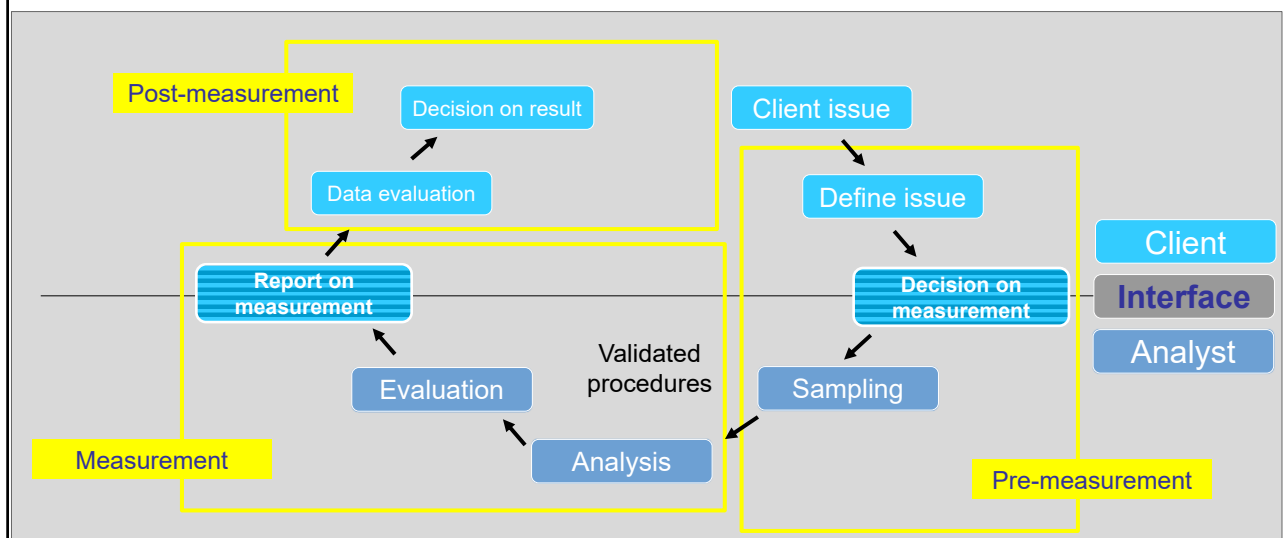 Post-measurement
Decision on result
Client issue
Data evaluation
Define issue
Client
Report on
measurement
Decision on
measurement
Interface
Validated
procedures
Analyst
Evaluation
Sampling
Measurement
Analysis
Pre-measurement